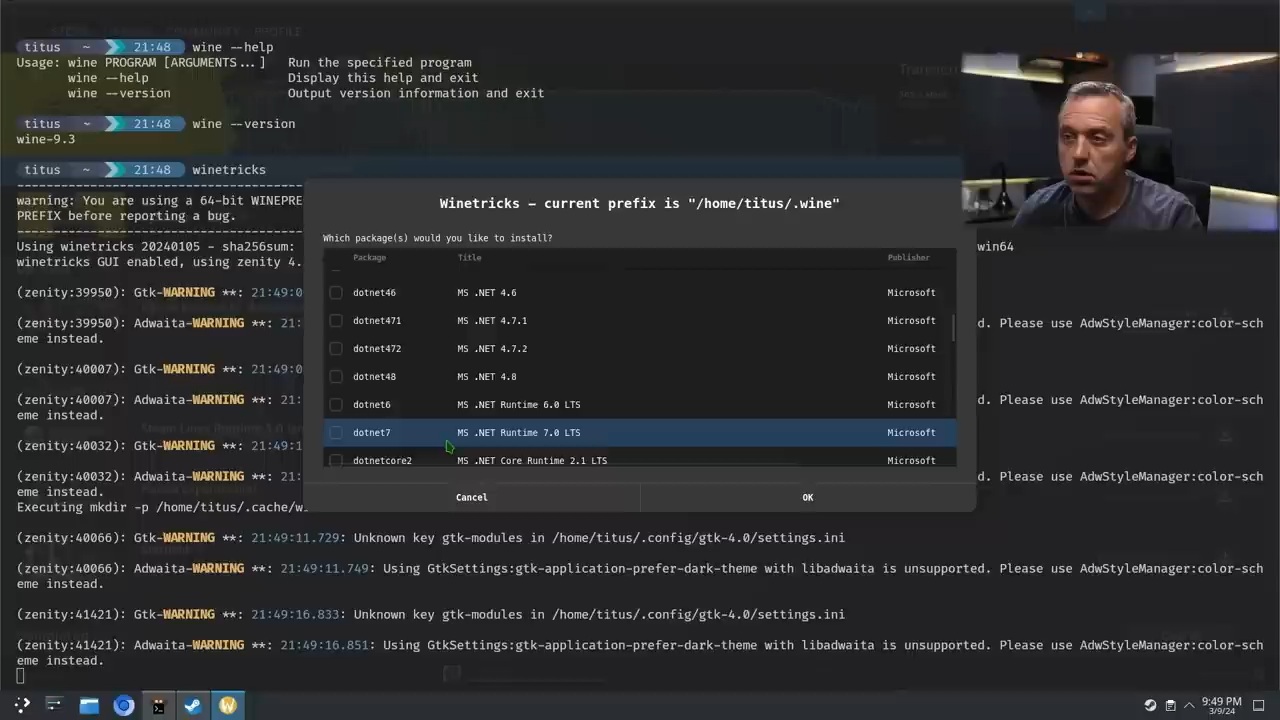 titus ~ 21:48 wine --help
Usage: wine PROGRAM [ARGUMENTS...] Run the specified program
wine --help Display this help and exit
wine --version Output version information and exit
titus ~ 21:48 wine --version
wine-9.3
titus ~ 21:48 winetricks
warning: You are using a 64-bit WINEPRE
PREFIX before reporting a bug.
Using winetricks 20240105 - sha256sum: win64
winetricks GUI enabled, using zenity 4.
(zenity:39950): Gtk-WARNING **: 21:49:0
(zenity:39950): Adwaita-WARNING **: 21: d. Please use AdwStyleManager:color-sch
eme instead.
(zenity:40007): Gtk-WARNING **: 21:49:0
(zenity:40007): Adwaita-WARNING **: 21: d. Please use AdwStyleManager:color-sch
eme instead.
(zenity:40032): Gtk-WARNING **: 21:49:1
(zenity:40032): Adwaita-WARNING **: 21: d. Please use AdwStyleManager:color-sch
eme instead.
Executing mkdir -p /home/titus/.cache/w
(zenity:40066): Gtk-WARNING **: 21:49:11.729: Unknown key gtk-modules in /home/titus/.config/gtk-4.0/settings.ini
(zenity:40066): Adwaita-WARNING **: 21:49:11.749: Using GtkSettings:gtk-application-prefer-dark-theme with libadwaita is unsupported. Please use AdwStyleManager:color-sch
eme instead.
(zenity:41421): Gtk-WARNING **: 21:49:16.833: Unknown key gtk-modules in /home/titus/.config/gtk-4.0/settings.ini
(zenity:41421): Adwaita-WARNING **: 21:49:16.851: Using GtkSettings:gtk-application-prefer-dark-theme with libadwaita is unsupported. Please use AdwStyleManager:color-sch
eme instead.
Winetricks - current prefix is "/home/titus/.wine"
Which package(s) would you like to install?
Package Title Publisher
dotnet46 MS .NET 4.6 Microsoft
dotnet471 MS .NET 4.7.1 Microsoft
dotnet472 MS .NET 4.7.2 Microsoft
dotnet48 MS .NET 4.8 Microsoft
dotnet6 MS .NET Runtime 6.0 LTS Microsoft
dotnet7 MS .NET Runtime 7.0 LTS Microsoft
dotnetcore2 MS .NET Core Runtime 2.1 LTS Microsoft
Cancel OK
9:49 PM
3/9/24